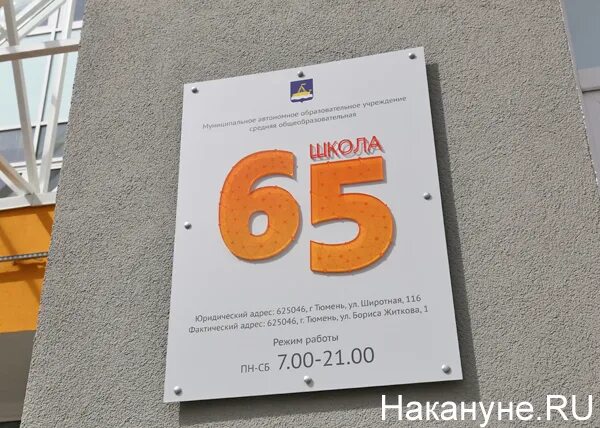 Муниципальное автономное образовательное учреждение
средняя общеобразовательная
ШКОЛА
65
Юридический адрес: 625046, г Тюмень, ул. Широтная, 116
Фактический адрес: 625046, г. Тюмень, ул. Бориса Житкова, 1
Режим работы
ПН-СБ 7.00-21.00
Накануне.RU